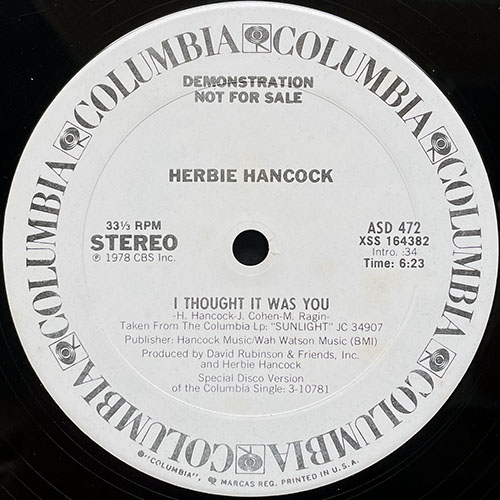 COLUMBIA COLUMBIA COLUMBIA COLUMBIA COLUMBIA COLUMBIA
DEMONSTRATION
NOT FOR SALE
HERBIE HANCOCK
33⅓ RPM
STEREO
℗ 1978 CBS Inc.
ASD 472
XSS 164382
Intro. :34
Time: 6:23
I THOUGHT IT WAS YOU
-H. Hancock-J. Cohen-M. Ragin-
Taken From The Columbia Lp: "SUNLIGHT" JC 34907
Publisher: Hancock Music/Wah Watson Music (BMI)
Produced by David Rubinson & Friends, Inc.
and Herbie Hancock
Special Disco Version
of the Columbia Single: 3-10781
® "COLUMBIA", MARCAS REG. PRINTED IN U.S.A.